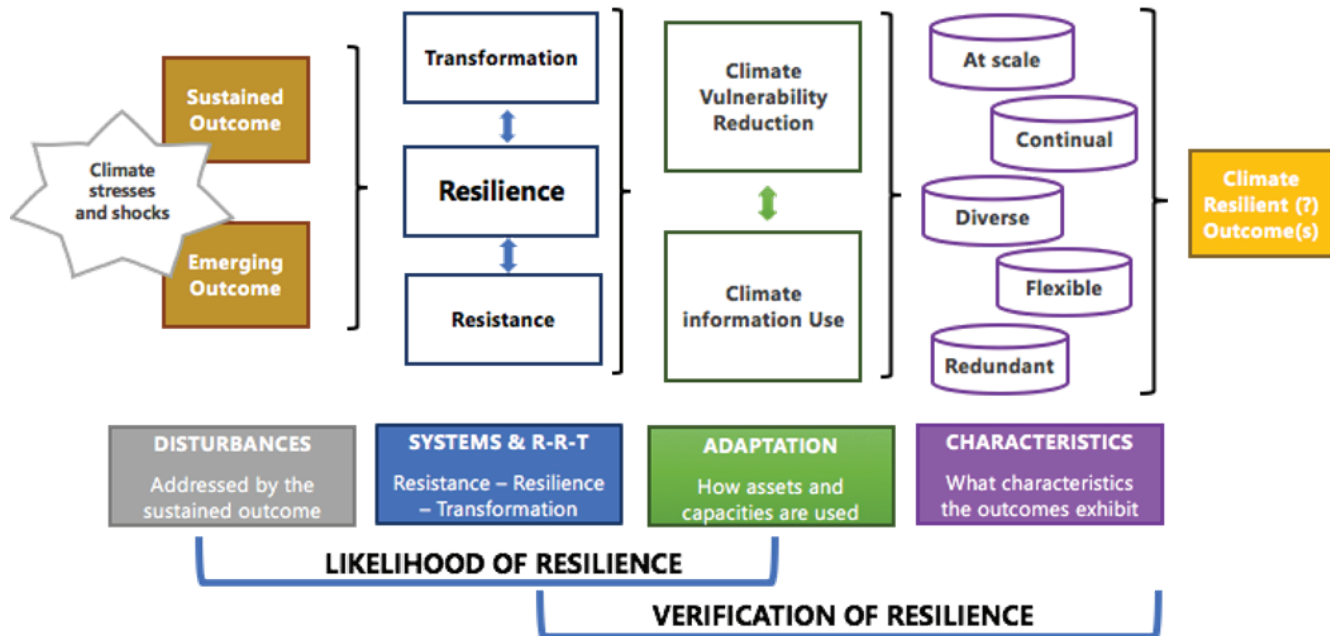 Climate
stresses
and shocks
Sustained
Outcome
Emerging
Outcome
Transformation
Resilience
Resistance
Climate
Vulnerability
Reduction
Climate
information Use
At scale
Continual
Diverse
Flexible
Redundant
Climate
Resilient (?)
Outcome(s)
DISTURBANCES
Addressed by the
sustained outcome
SYSTEMS & R-R-T
Resistance – Resilience
– Transformation
ADAPTATION
How assets and
capacities are used
CHARACTERISTICS
What characteristics
the outcomes exhibit
LIKELIHOOD OF RESILIENCE
VERIFICATION OF RESILIENCE